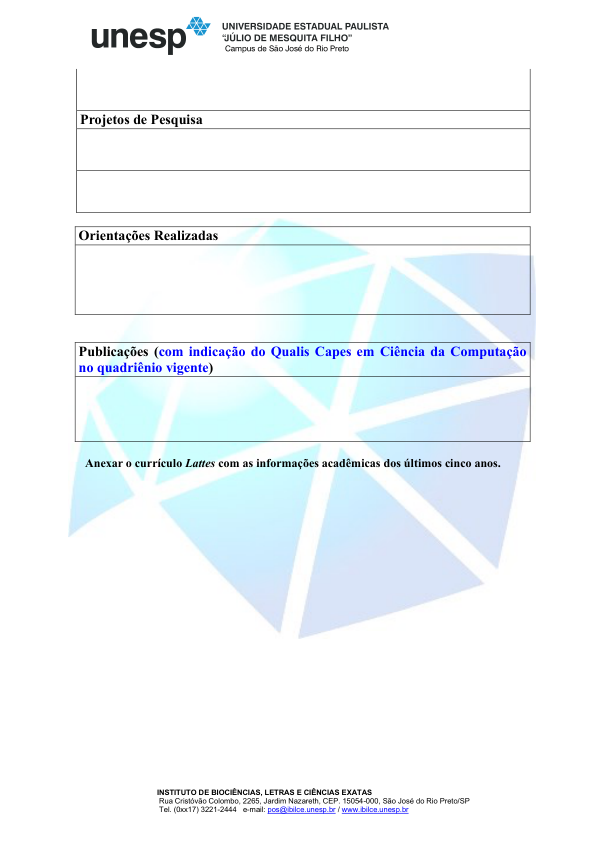 unesp
UNIVERSIDADE ESTADUAL PAULISTA
"JÚLIO DE MESQUITA FILHO"
Campus de São José do Rio Preto
Projetos de Pesquisa
Orientações Realizadas
Publicações (com indicação do Qualis Capes em Ciência da Computação
no quadriênio vigente)
Anexar o currículo Lattes com as informações acadêmicas dos últimos cinco anos.
INSTITUTO DE BIOCIÊNCIAS, LETRAS E CIÊNCIAS EXATAS
Rua Cristóvão Colombo, 2265, Jardim Nazareth, CEP. 15054-000, São José do Rio Preto/SP
Tel. (0xx17) 3221-2444 e-mail: pos@ibilce.unesp.br / www.ibilce.unesp.br